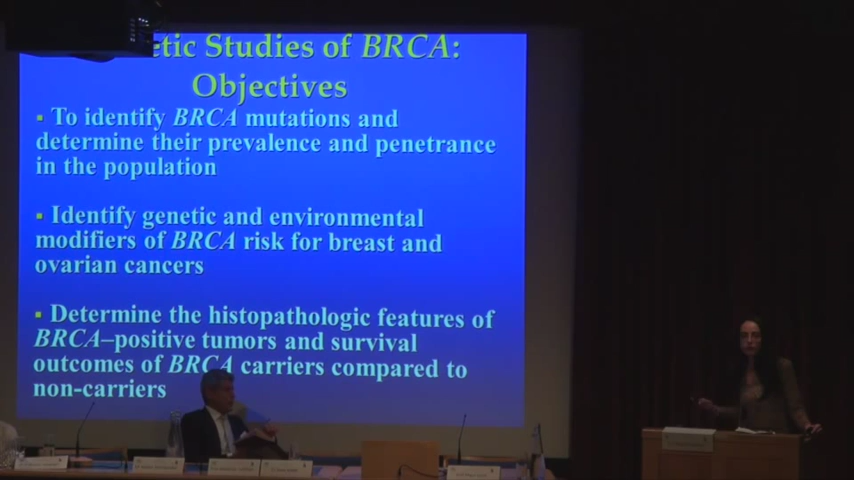 etic Studies of BRCA:
Objectives
▪ To identify BRCA mutations and
determine their prevalence and penetrance
in the population
▪ Identify genetic and environmental
modifiers of BRCA risk for breast and
ovarian cancers
▪ Determine the histopathologic features of
BRCA–positive tumors and survival
outcomes of BRCA carriers compared to
non-carriers